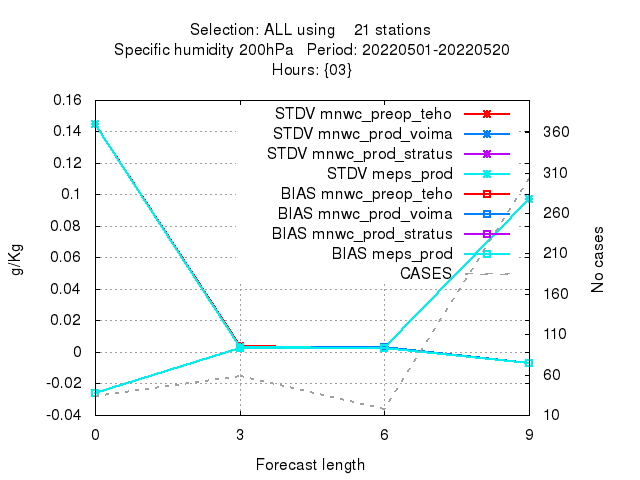 Selection: ALL using    21 stations
Specific humidity 200hPa   Period: 20220501-20220520
Hours: {03}
STDV mnwc_preop_teho
STDV mnwc_prod_voima
STDV mnwc_prod_stratus
STDV meps_prod
BIAS mnwc_preop_teho
BIAS mnwc_prod_voima
BIAS mnwc_prod_stratus
BIAS meps_prod
CASES
g/Kg
0.16
0.14
0.12
0.1
0.08
0.06
0.04
0.02
0
-0.02
-0.04
360
310
260
210
160
110
60
10
No cases
0 3 6 9
Forecast length